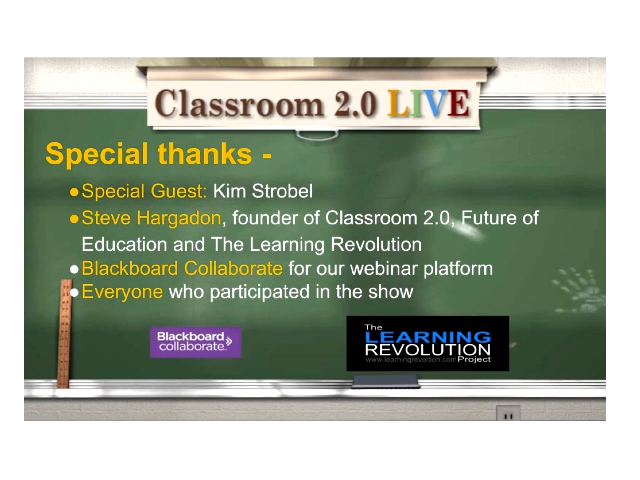 Classroom 2.0 LIVE
Special thanks -
●Special Guest: Kim Strobel
●Steve Hargadon, founder of Classroom 2.0, Future of
Education and The Learning Revolution
●Blackboard Collaborate for our webinar platform
●Everyone who participated in the show
Blackboard
collaborate
The
LEARNING
REVOLUTION
www.learningrevolution.com Project